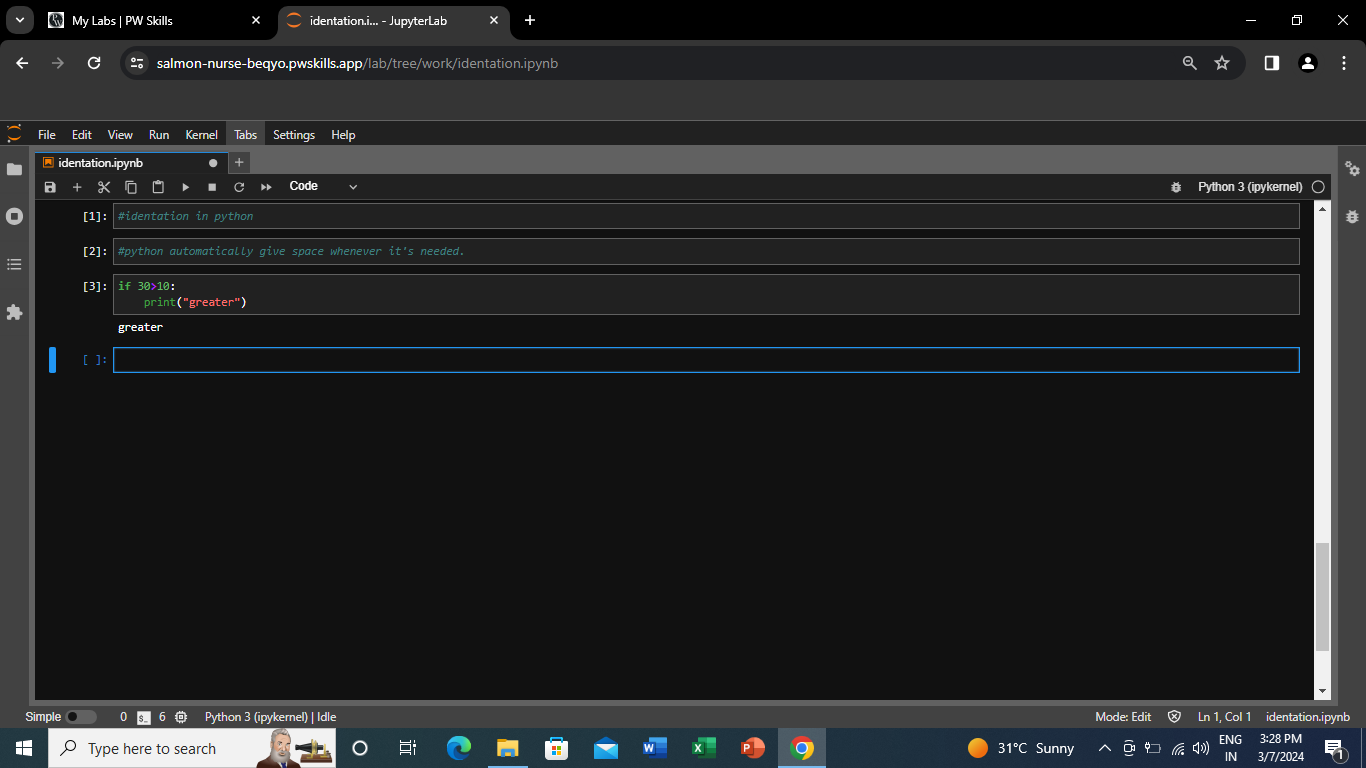 My Labs | PW Skills
identation.i... - JupyterLab
salmon-nurse-beqyo.pwskills.app/lab/tree/work/identation.ipynb
File Edit View Run Kernel Tabs Settings Help
identation.ipynb
Code
Python 3 (ipykernel)
[1]: #identation in python
[2]: #python automatically give space whenever it's needed.
[3]: if 30>10:
print("greater")
greater
[ ]:
Simple 0 $_ 6 Python 3 (ipykernel) | Idle Mode: Edit Ln 1, Col 1 identation.ipynb
Type here to search
31°C Sunny
ENG
IN
3:28 PM
3/7/2024
1